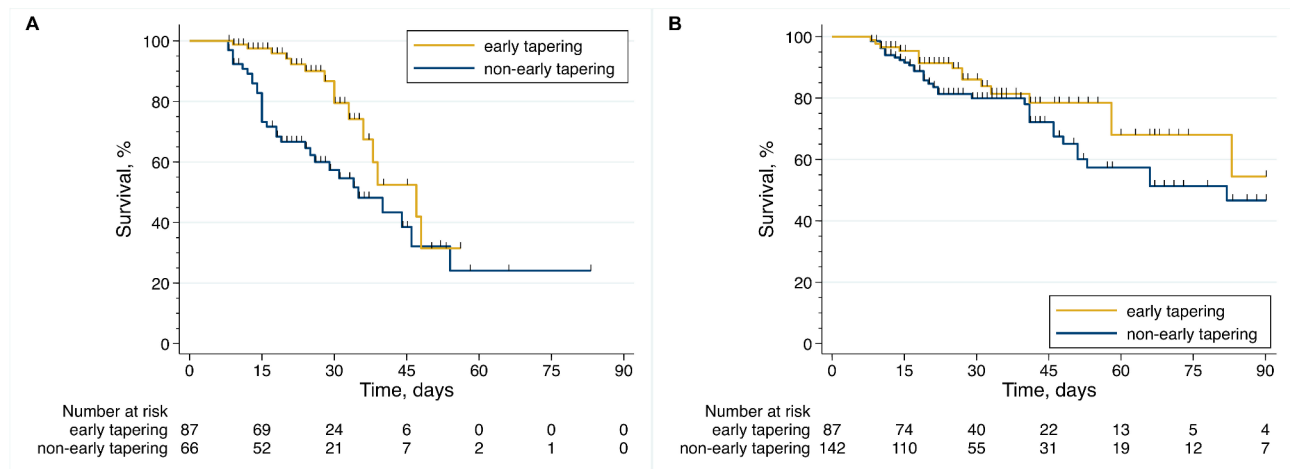 A
100
80
60
40
20
0
Survival, %
early tapering
non-early tapering
0 15 30 45 60 75 90
Time, days
Number at risk
early tapering 87 69 24 6 0 0 0
non-early tapering 66 52 21 7 2 1 0
B
100
80
60
40
20
0
Survival, %
early tapering
non-early tapering
0 15 30 45 60 75 90
Time, days
Number at risk
early tapering 87 74 40 22 13 5 4
non-early tapering 142 110 55 31 19 12 7